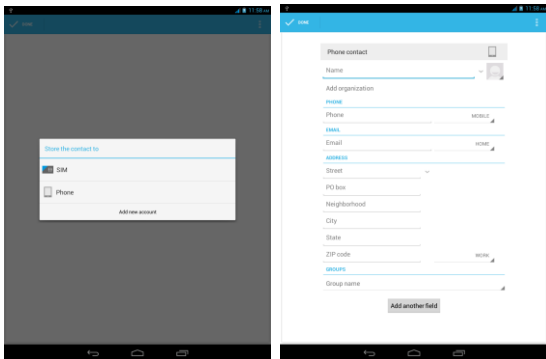 11:58 AM
DONE
Store the contact to
SIM
Phone
Add new account
11:58 AM
DONE
Phone contact
Name
Add organization
PHONE
Phone MOBILE
EMAIL
Email HOME
ADDRESS
Street
PO box
Neighborhood
City
State
ZIP code WORK
GROUPS
Group name
Add another field